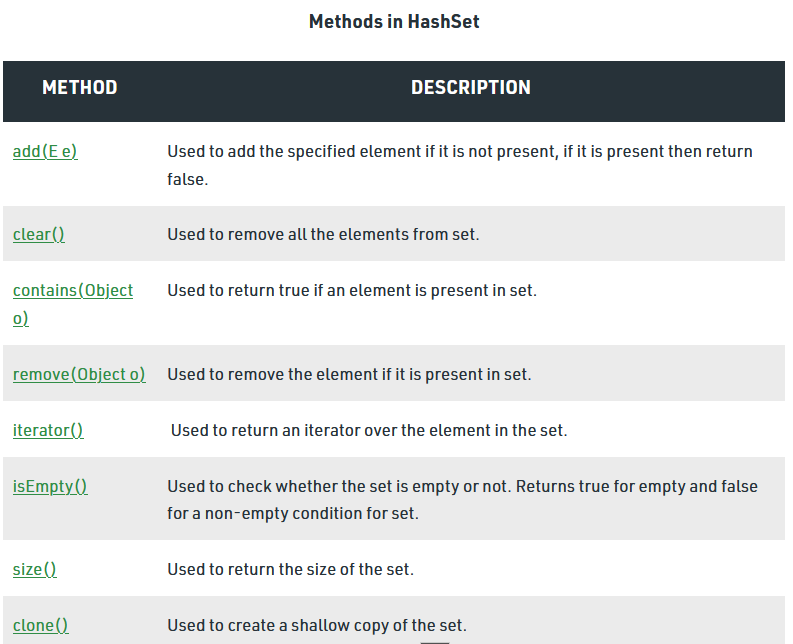 Methods in HashSet
METHOD DESCRIPTION
add(E e) Used to add the specified element if it is not present, if it is present then return
false.
clear() Used to remove all the elements from set.
contains(Object Used to return true if an element is present in set.
o)
remove(Object o) Used to remove the element if it is present in set.
iterator() Used to return an iterator over the element in the set.
isEmpty() Used to check whether the set is empty or not. Returns true for empty and false
for a non-empty condition for set.
size() Used to return the size of the set.
clone() Used to create a shallow copy of the set.